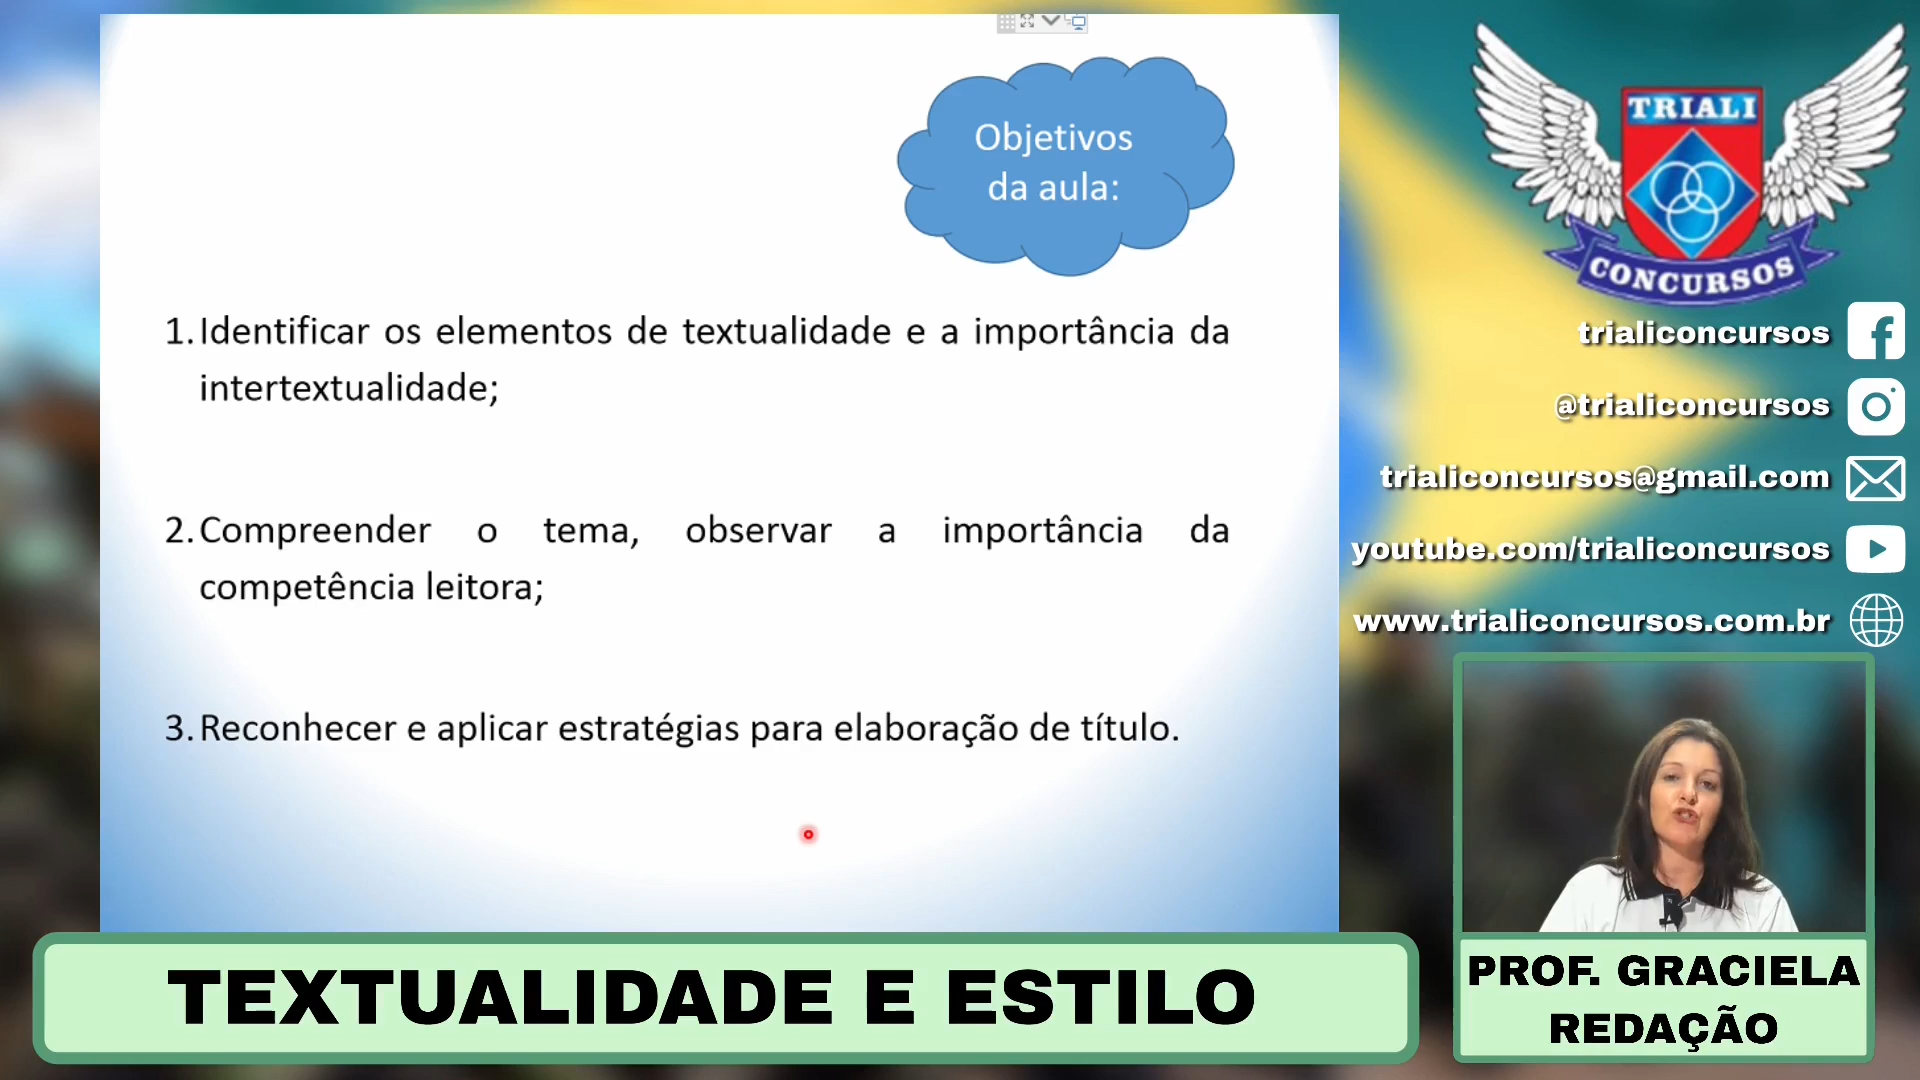 Objetivos
da aula:
1. Identificar os elementos de textualidade e a importância da
intertextualidade;
2. Compreender o tema, observar a importância da
competência leitora;
3. Reconhecer e aplicar estratégias para elaboração de título.
TEXTUALIDADE E ESTILO
TRIALI
CONCURSOS
trialiconcursos
@trialiconcursos
trialiconcursos@gmail.com
youtube.com/trialiconcursos
www.trialiconcursos.com.br
PROF. GRACIELA
REDAÇÃO